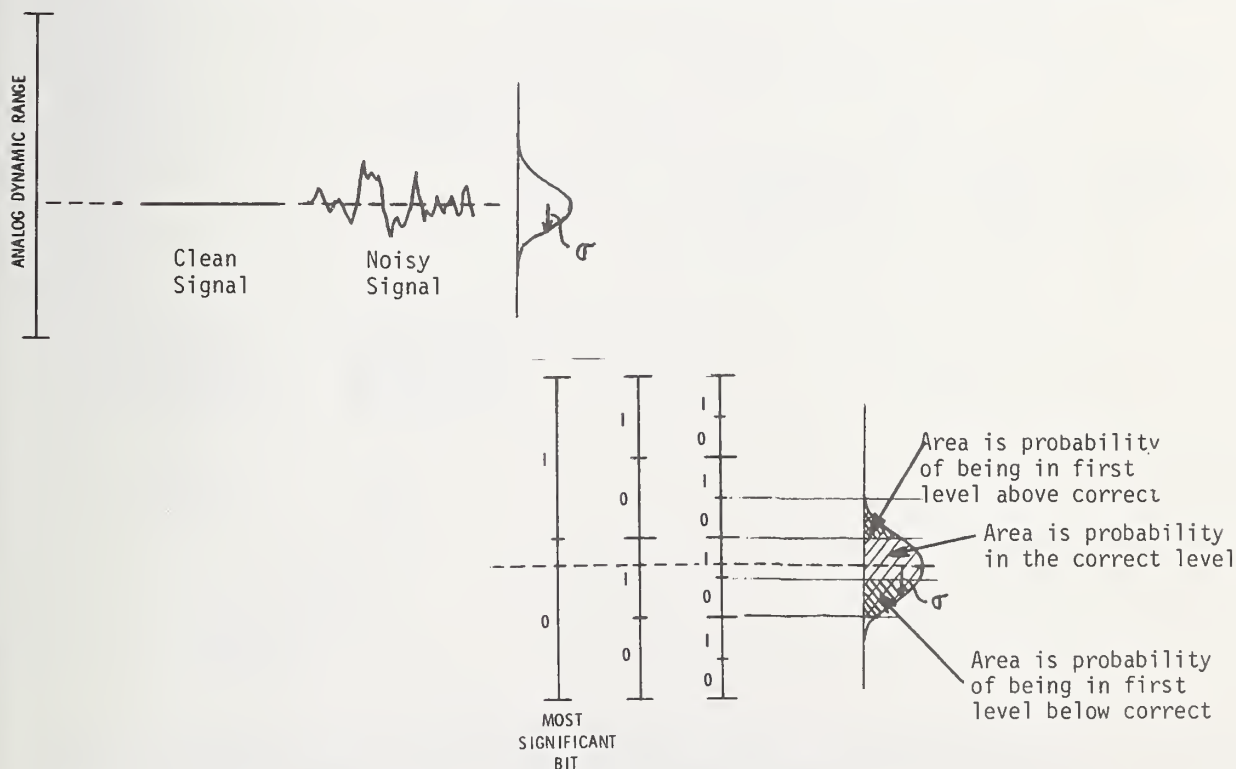 ANALOG DYNAMIC RANGE
Clean
Signal
Noisy
Signal
σ
1
0
1
0
1
0
1
0
1
0
1
0
1
0
MOST
SIGNIFICANT
BIT
Area is probability
of being in first
level above correct
Area is probability
in the correct level
σ
Area is probability
of being in first
level below correct